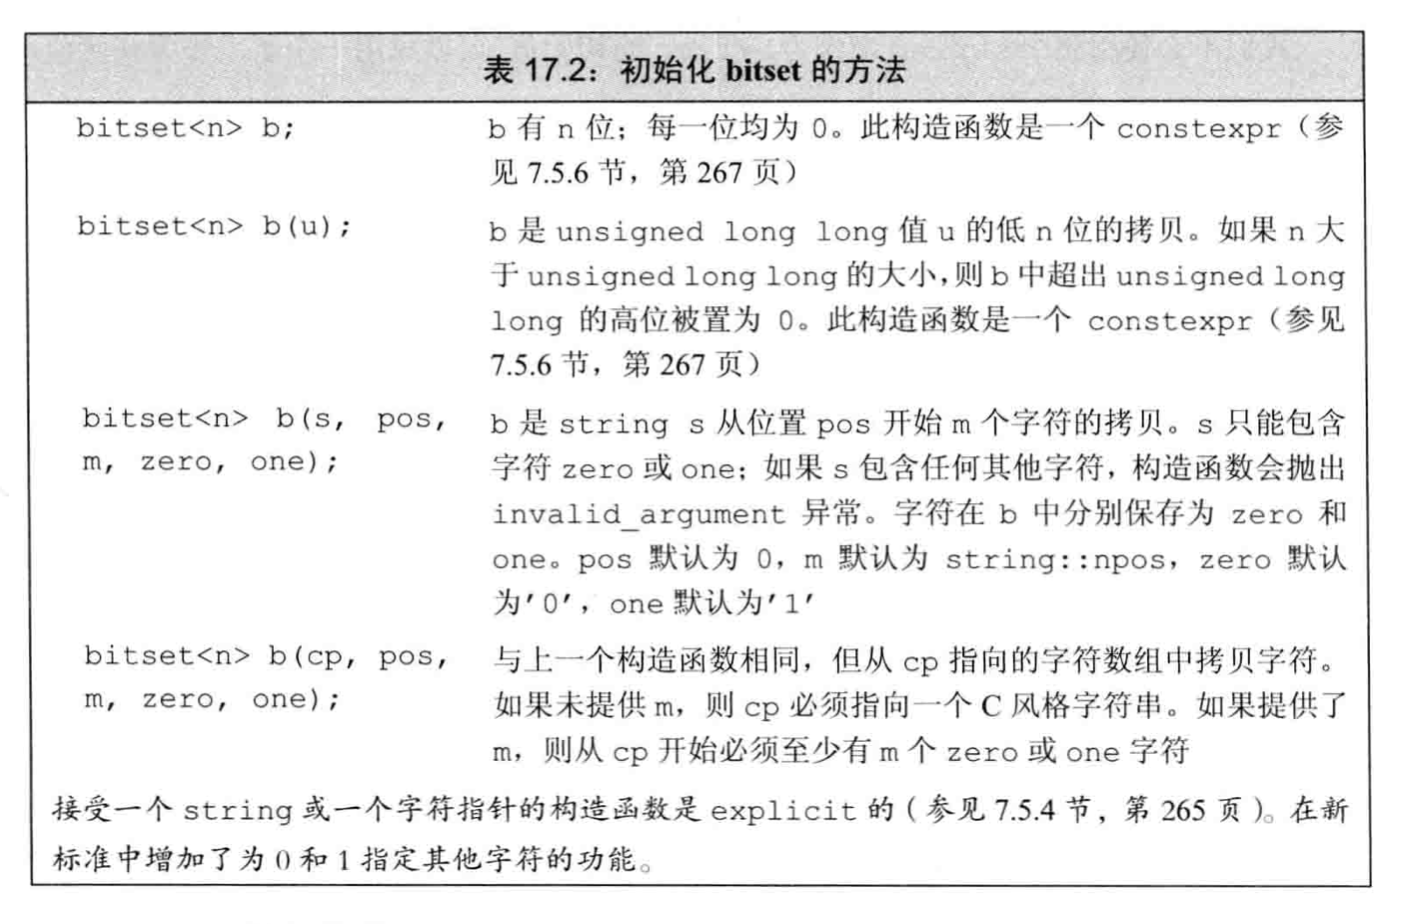 表 17.2：初始化 bitset 的方法
bitset<n> b; b 有 n 位；每一位均为 0。此构造函数是一个 constexpr（参
见 7.5.6 节，第 267 页）
bitset<n> b(u); b 是 unsigned long long 值 u 的低 n 位的拷贝。如果 n 大
于 unsigned long long 的大小，则 b 中超出 unsigned long
long 的高位被置为 0。此构造函数是一个 constexpr（参见
7.5.6 节，第 267 页）
bitset<n> b(s, pos, b 是 string s 从位置 pos 开始 m 个字符的拷贝。s 只能包含
m, zero, one); 字符 zero 或 one；如果 s 包含任何其他字符，构造函数会抛出
invalid_argument 异常。字符在 b 中分别保存为 zero 和
one。pos 默认为 0，m 默认为 string::npos，zero 默认
为'0'，one 默认为'1'
bitset<n> b(cp, pos, 与上一个构造函数相同，但从 cp 指向的字符数组中拷贝字符。
m, zero, one); 如果未提供 m，则 cp 必须指向一个 C 风格字符串。如果提供了
m，则从 cp 开始必须至少有 m 个 zero 或 one 字符
接受一个 string 或一个字符指针的构造函数是 explicit 的（参见 7.5.4 节，第 265 页）。在新
标准中增加了为 0 和 1 指定其他字符的功能。